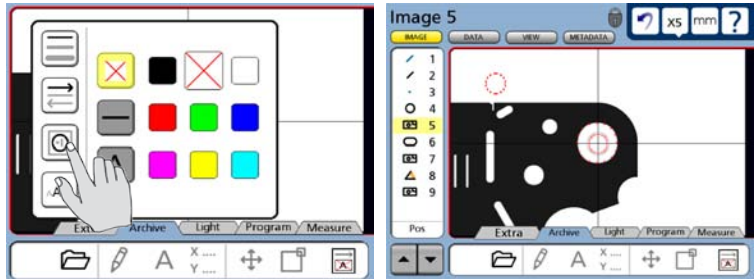 Ext Archive Light Program Measure
A X .... A
Y ....
Image 5
X5 mm ?
IMAGE DATA VIEW METADATA
1
2
3
4
5
6
7
8
9
Pos Extra Archive Light Program Measure
A X .... A
Y ....